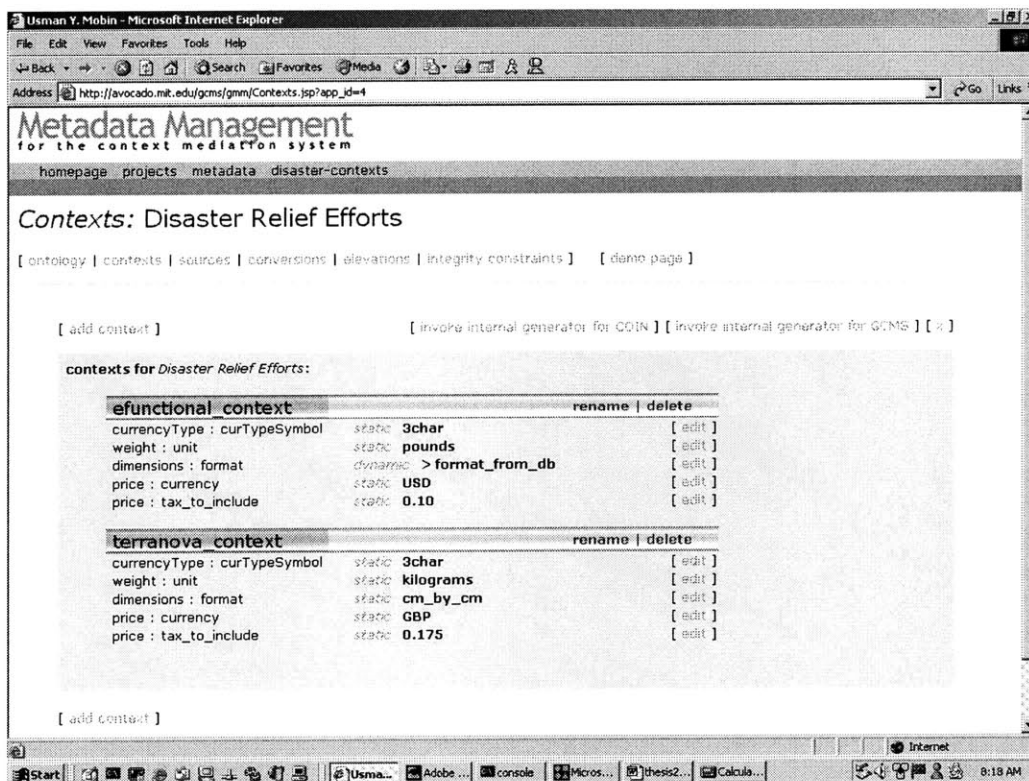 Usman Y. Mobin - Microsoft Internet Explorer
File Edit View Favorites Tools Help
Back Search Favorites Media
Address http://avocado.mit.edu/gcms/gmm/Contexts.jsp?app_id=4 Go Links
Metadata Management
for the context mediation system
homepage projects metadata disaster-contexts
Contexts: Disaster Relief Efforts
[ ontology | contexts | sources | conversions | elevations | integrity constraints ] [ demo page ]
[ add context ] [ invoke internal generator for COIN ] [ invoke internal generator for GCMS ] [ x ]
contexts for Disaster Relief Efforts:
efunctional_context rename | delete
currencyType : curTypeSymbol static 3char [ edit ]
weight : unit static pounds [ edit ]
dimensions : format dynamic > format_from_db [ edit ]
price : currency static USD [ edit ]
price : tax_to_include static 0.10 [ edit ]
terranova_context rename | delete
currencyType : curTypeSymbol static 3char [ edit ]
weight : unit static kilograms [ edit ]
dimensions : format static cm_by_cm [ edit ]
price : currency static GBP [ edit ]
price : tax_to_include static 0.175 [ edit ]
[ add context ]
Internet
Start Usma... Adobe ... console Micros... thesis2... Calcula... 8:18 AM